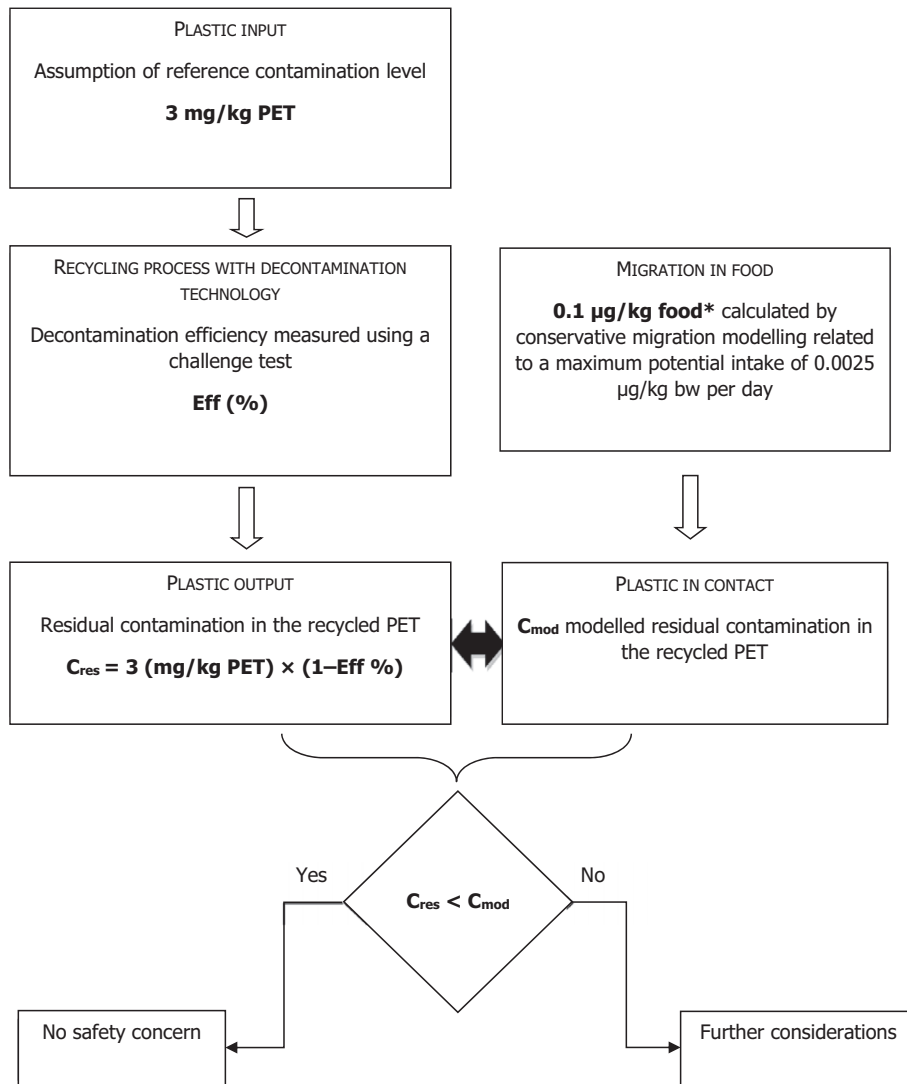 PLASTIC INPUT
Assumption of reference contamination level
3 mg/kg PET
RECYCLING PROCESS WITH DECONTAMINATION
TECHNOLOGY
Decontamination efficiency measured using a
challenge test
Eff (%)
MIGRATION IN FOOD
0.1 µg/kg food* calculated by
conservative migration modelling related
to a maximum potential intake of 0.0025
µg/kg bw per day
PLASTIC OUTPUT
Residual contamination in the recycled PET
Cres = 3 (mg/kg PET) × (1–Eff %)
PLASTIC IN CONTACT
Cmod modelled residual contamination in
the recycled PET
Yes
No
Cres < Cmod
No safety concern
Further considerations